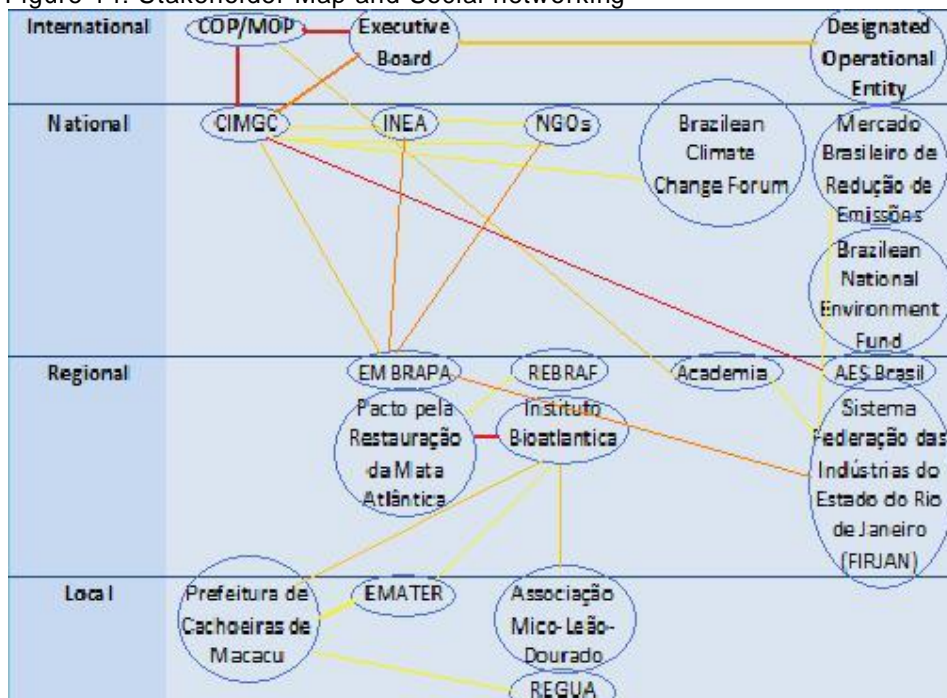 Figure 14: Stakeholder Map and Social networking
International
COP/MOP
Executive
Board
Designated
Operational
Entity
National
CIMGC
INEA
NGOs
Brazilean
Climate
Change Forum
Mercado
Brasileiro de
Redução de
Emissões
Brazilean
National
Environment
Fund
Regional
EMBRAPA
REBRAF
Academia
AES Brasil
Pacto pela
Restauração
da Mata
Atlântica
Instituto
Bioatlantica
Sistema
Federação das
Indústrias do
Estado do Rio
de Janeiro
(FIRJAN)
Local
Prefeitura de
Cachoeiras de
Macacu
EMATER
Associação
Mico-Leão-
Dourado
REGUA